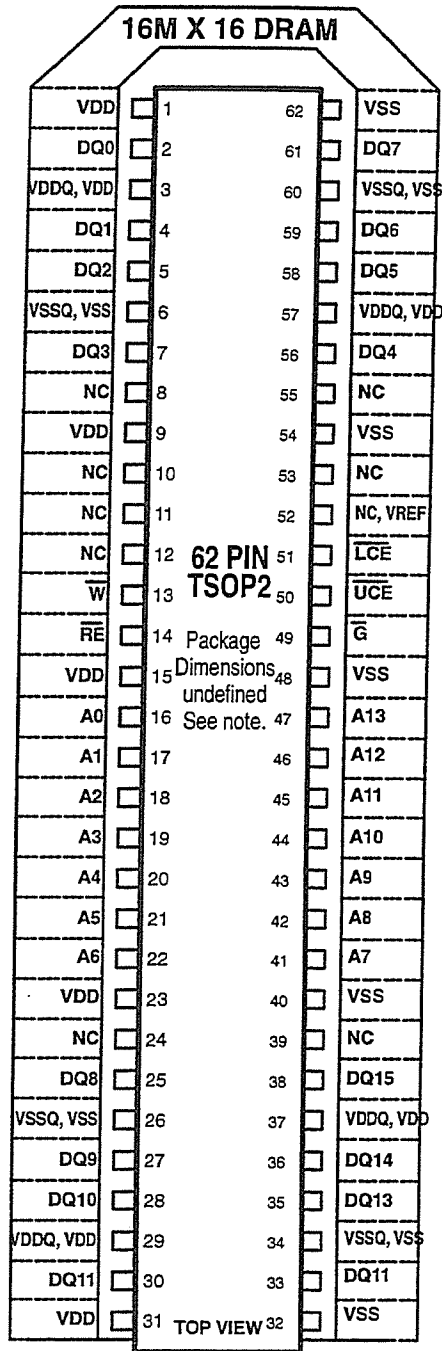 16M X 16 DRAM
VDD 1 62 VSS
DQ0 2 61 DQ7
VDDQ, VDD 3 60 VSSQ, VSS
DQ1 4 59 DQ6
DQ2 5 58 DQ5
VSSQ, VSS 6 57 VDDQ, VDD
DQ3 7 56 DQ4
NC 8 55 NC
VDD 9 54 VSS
NC 10 53 NC
NC 11 52 NC, VREF
NC 12 62 PIN 51 L̅C̅E̅
W̅ 13 TSOP2 50 U̅C̅E̅
R̅E̅ 14 Package 49 G̅
VDD 15 Dimensions 48 VSS
undefined
A0 16 See note. 47 A13
A1 17 46 A12
A2 18 45 A11
A3 19 44 A10
A4 20 43 A9
A5 21 42 A8
A6 22 41 A7
VDD 23 40 VSS
NC 24 39 NC
DQ8 25 38 DQ15
VSSQ, VSS 26 37 VDDQ, VDD
DQ9 27 36 DQ14
DQ10 28 35 DQ13
VDDQ, VDD 29 34 VSSQ, VSS
DQ11 30 33 DQ11
VDD 31 TOP VIEW 32 VSS